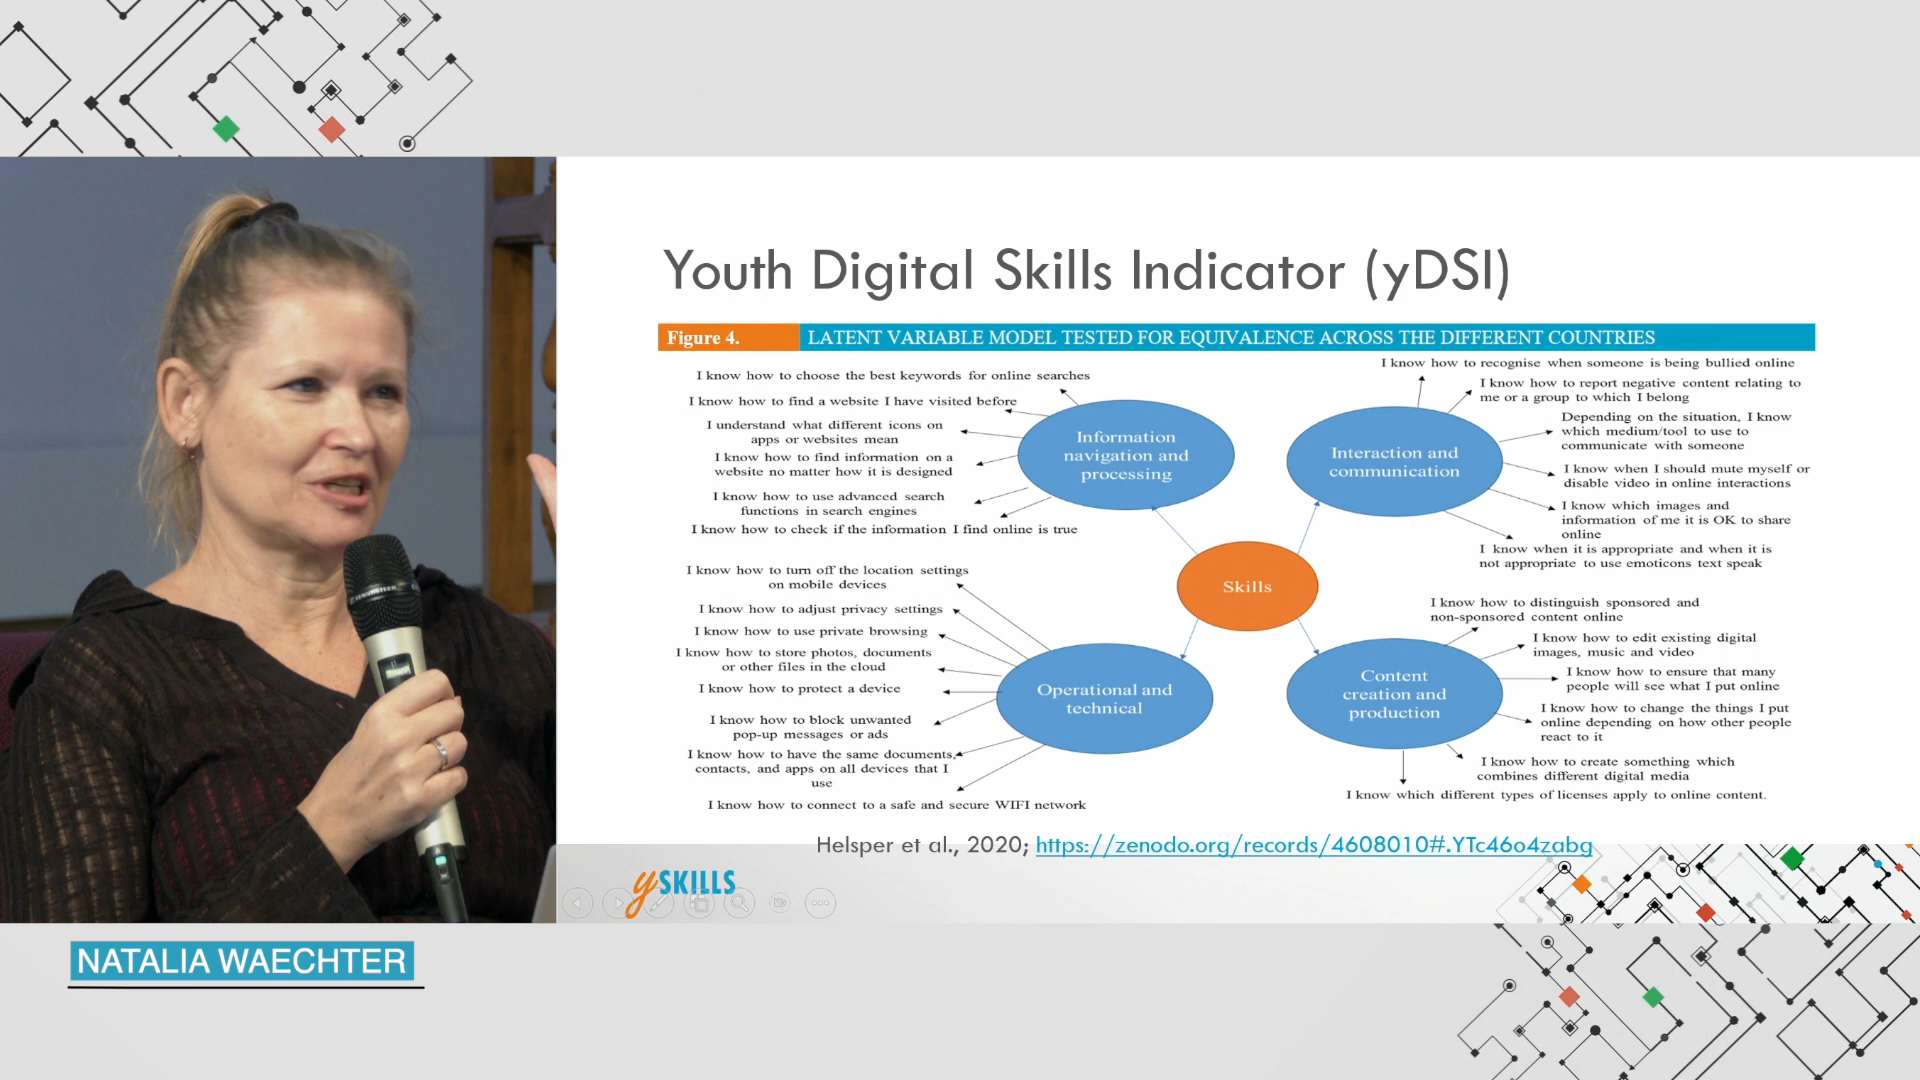 Youth Digital Skills Indicator (yDSI)
Figure 4.
LATENT VARIABLE MODEL TESTED FOR EQUIVALENCE ACROSS THE DIFFERENT COUNTRIES
I know how to choose the best keywords for online searches
I know how to find a website I have visited before
I understand what different icons on
apps or websites mean
I know how to find information on a
website no matter how it is designed
I know how to use advanced search
functions in search engines
I know how to check if the information I find online is true
Information
navigation and
processing
I know how to recognise when someone is being bullied online
I know how to report negative content relating to
me or a group to which I belong
Depending on the situation, I know
which medium/tool to use to
communicate with someone
I know when I should mute myself or
disable video in online interactions
I know which images and
information of me it is OK to share
online
I know when it is appropriate and when it is
not appropriate to use emoticons text speak
Interaction and
communication
Skills
I know how to turn off the location settings
on mobile devices
I know how to adjust privacy settings
I know how to use private browsing
I know how to store photos, documents
or other files in the cloud
I know how to protect a device
I know how to block unwanted
pop-up messages or ads
I know how to have the same documents,
contacts, and apps on all devices that I
use
I know how to connect to a safe and secure WIFI network
Operational and
technical
I know how to distinguish sponsored and
non-sponsored content online
I know how to edit existing digital
images, music and video
I know how to ensure that many
people will see what I put online
I know how to change the things I put
online depending on how other people
react to it
I know how to create something which
combines different digital media
I know which different types of licenses apply to online content.
Content
creation and
production
Helsper et al., 2020; https://zenodo.org/records/4608010#.YTc46o4zabg
ySKILLS
NATALIA WAECHTER